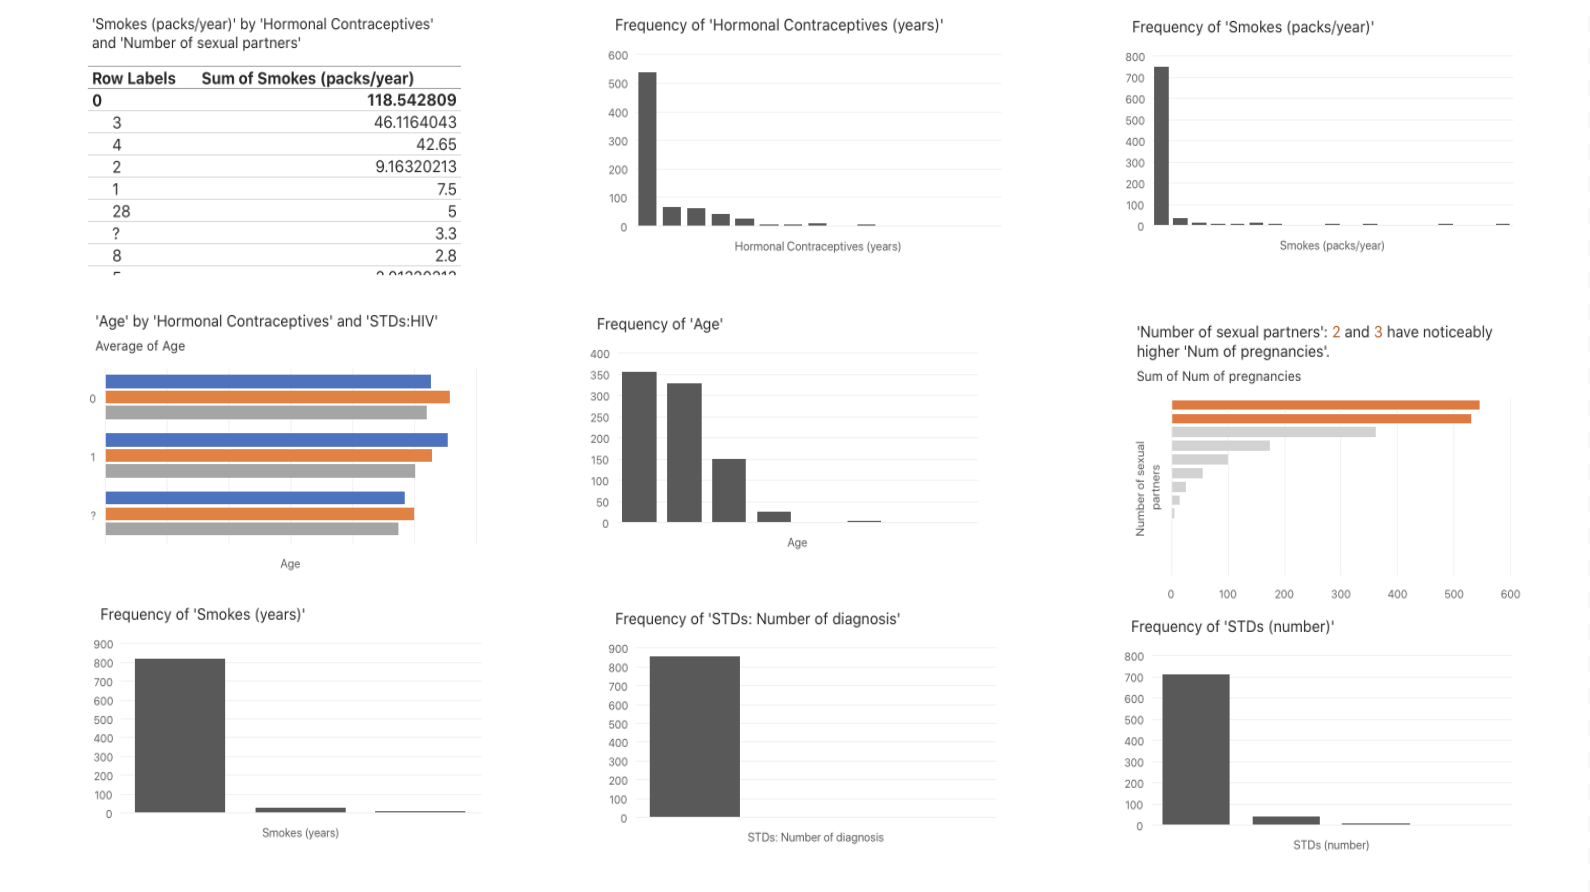 'Smokes (packs/year)' by 'Hormonal Contraceptives'
and 'Number of sexual partners'
Row Labels Sum of Smokes (packs/year)
0 118.542809
3 46.1164043
4 42.65
2 9.16320213
1 7.5
28 5
? 3.3
8 2.8
Frequency of 'Hormonal Contraceptives (years)'
600
500
400
300
200
100
0
Hormonal Contraceptives (years)
Frequency of 'Smokes (packs/year)'
800
700
600
500
400
300
200
100
0
Smokes (packs/year)
'Age' by 'Hormonal Contraceptives' and 'STDs:HIV'
Average of Age
0
1
?
Age
Frequency of 'Age'
400
350
300
250
200
150
100
50
0
Age
'Number of sexual partners': 2 and 3 have noticeably
higher 'Num of pregnancies'.
Sum of Num of pregnancies
Number of sexual
partners
0 100 200 300 400 500 600
Frequency of 'Smokes (years)'
900
800
700
600
500
400
300
200
100
0
Smokes (years)
Frequency of 'STDs: Number of diagnosis'
900
800
700
600
500
400
300
200
100
0
STDs: Number of diagnosis
Frequency of 'STDs (number)'
800
700
600
500
400
300
200
100
0
STDs (number)